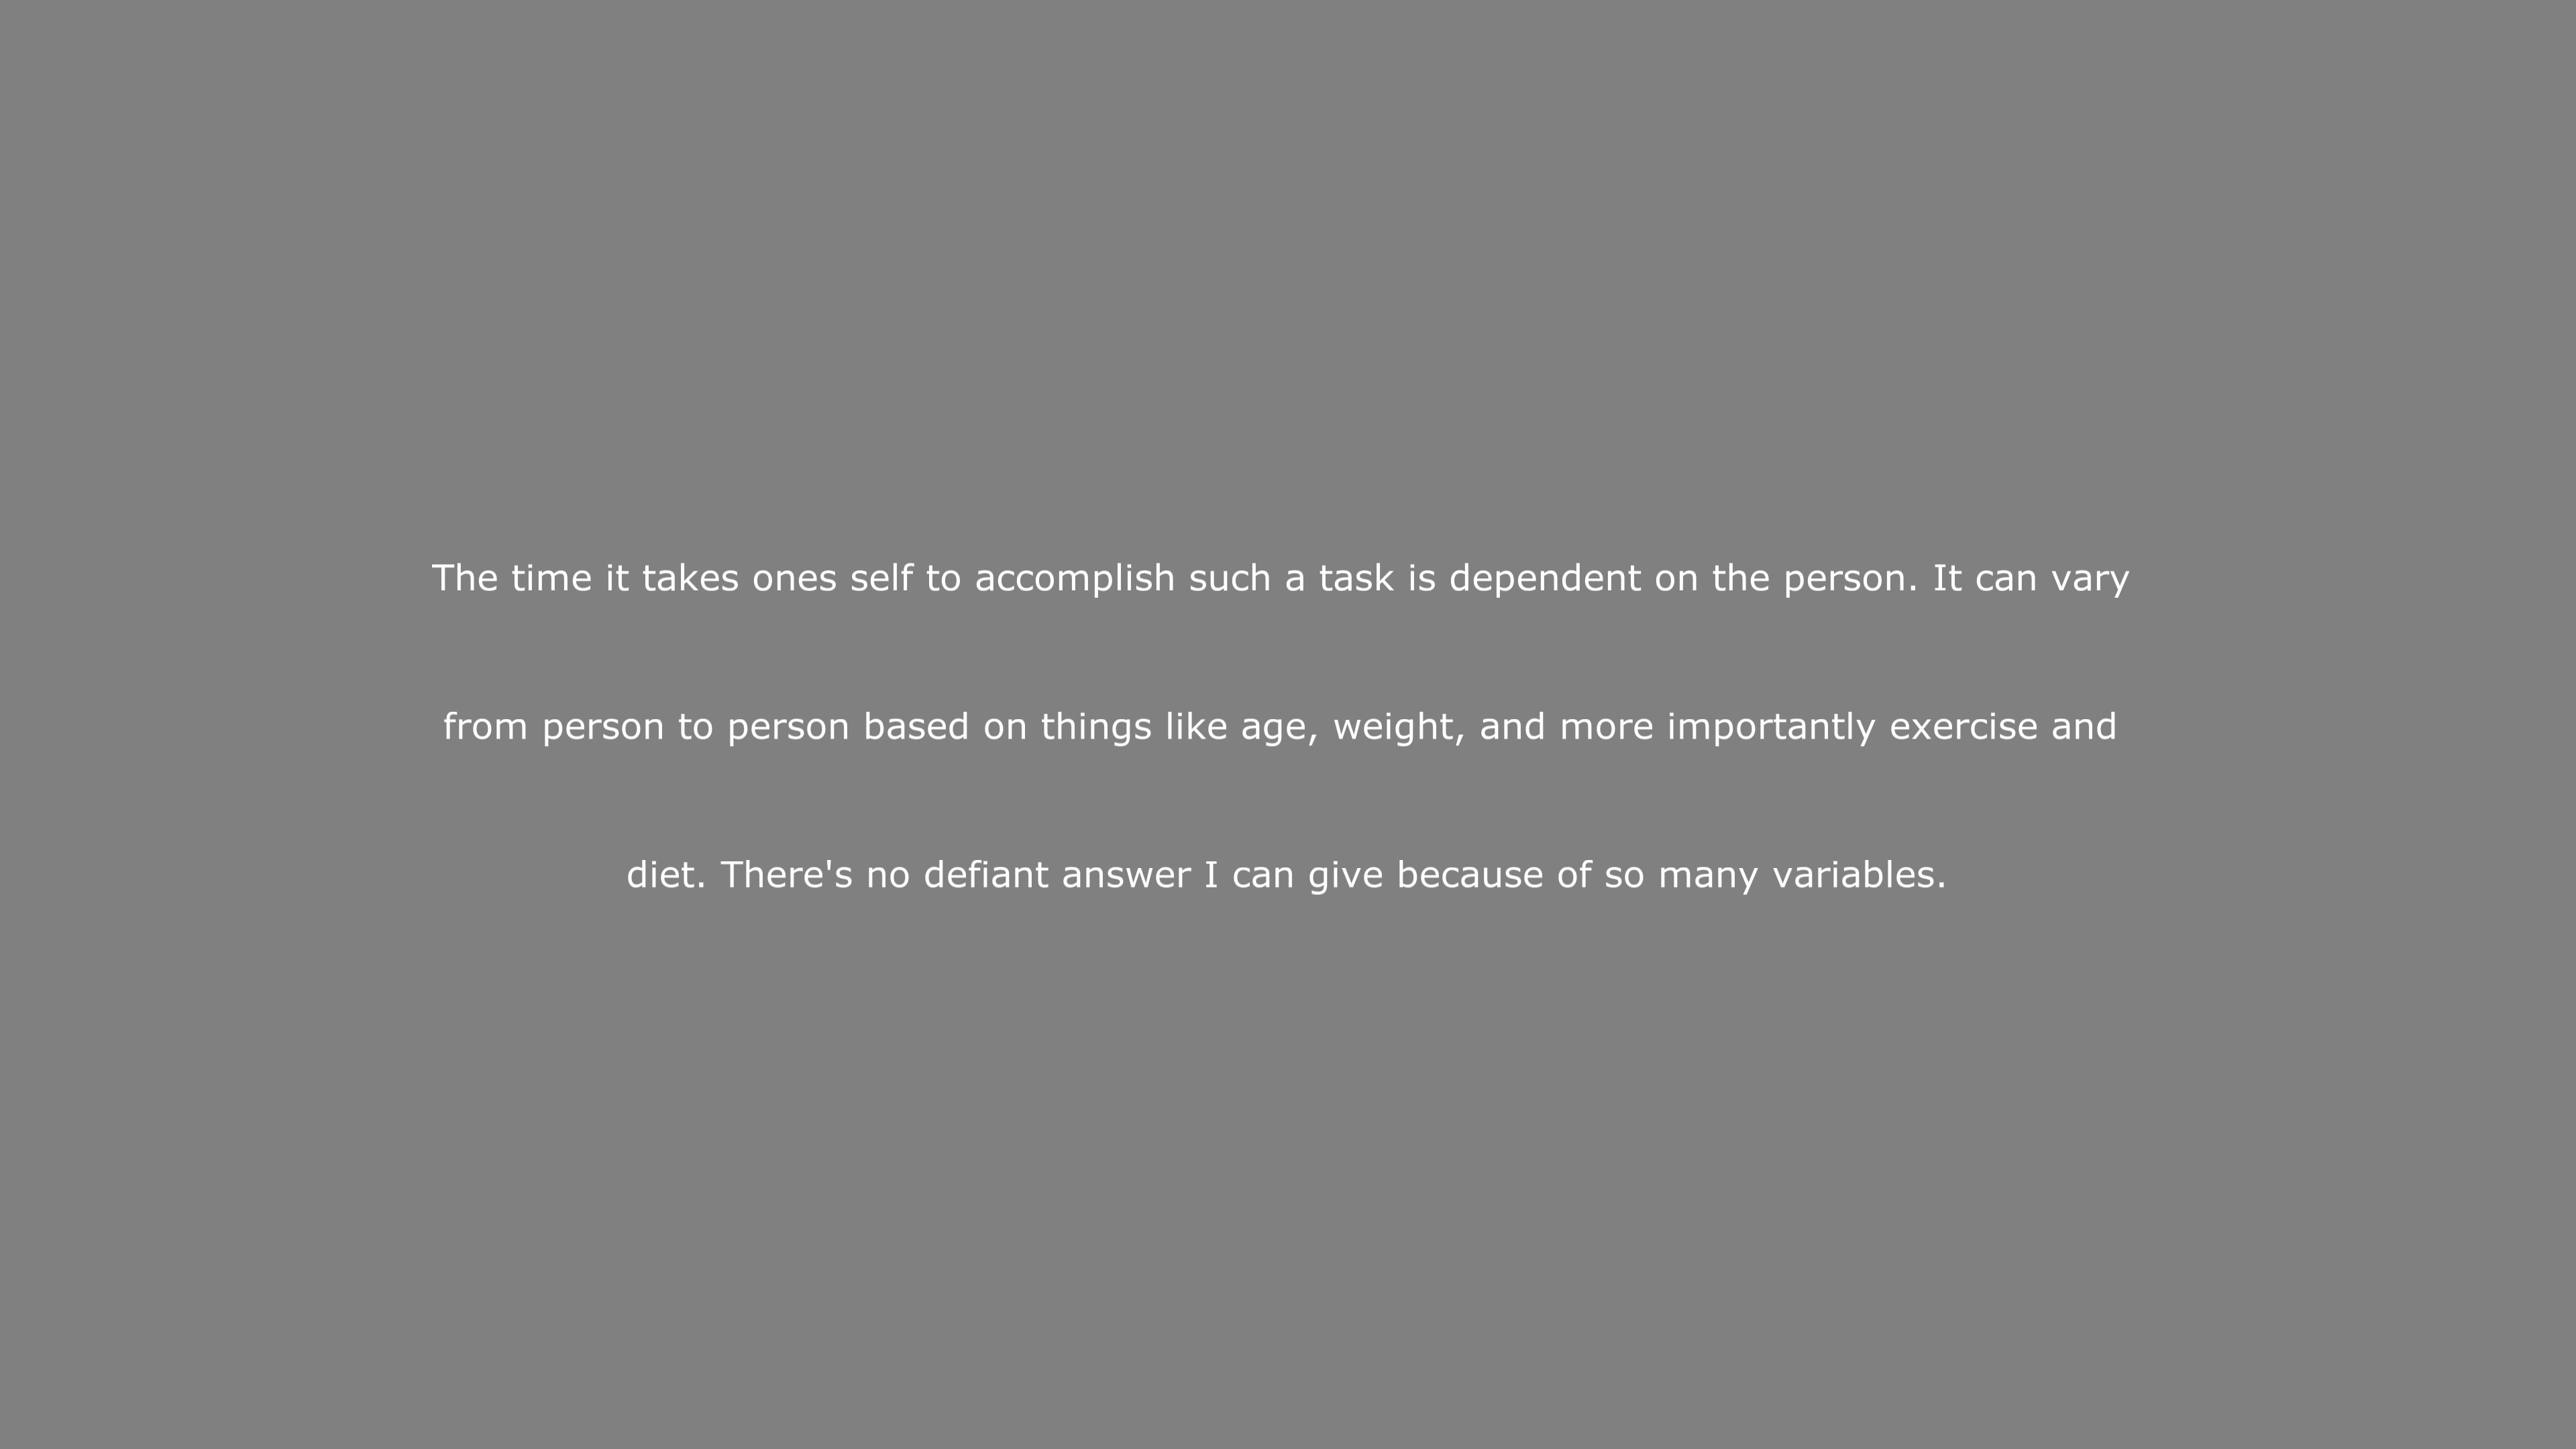 The time it takes ones self to accomplish such a task is dependent on the person. It can vary
from person to person based on things like age, weight, and more importantly exercise and
diet. There's no defiant answer I can give because of so many variables.